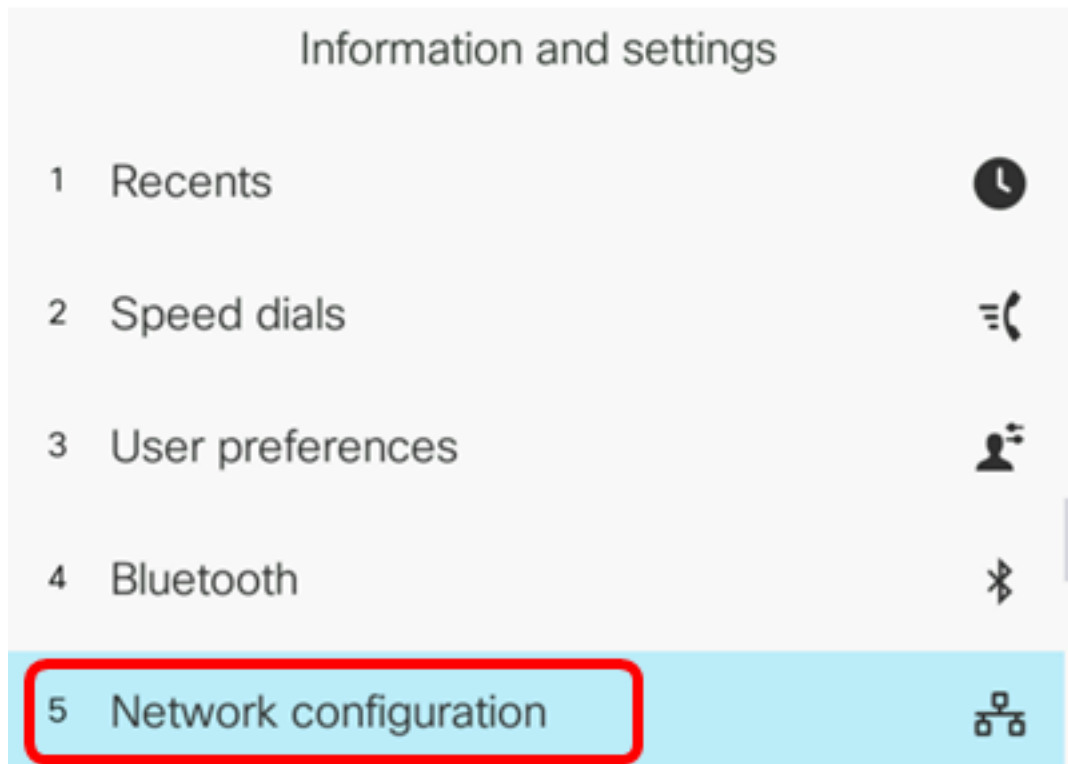 Information and settings
1 Recents
2 Speed dials
3 User preferences
4 Bluetooth
5 Network configuration